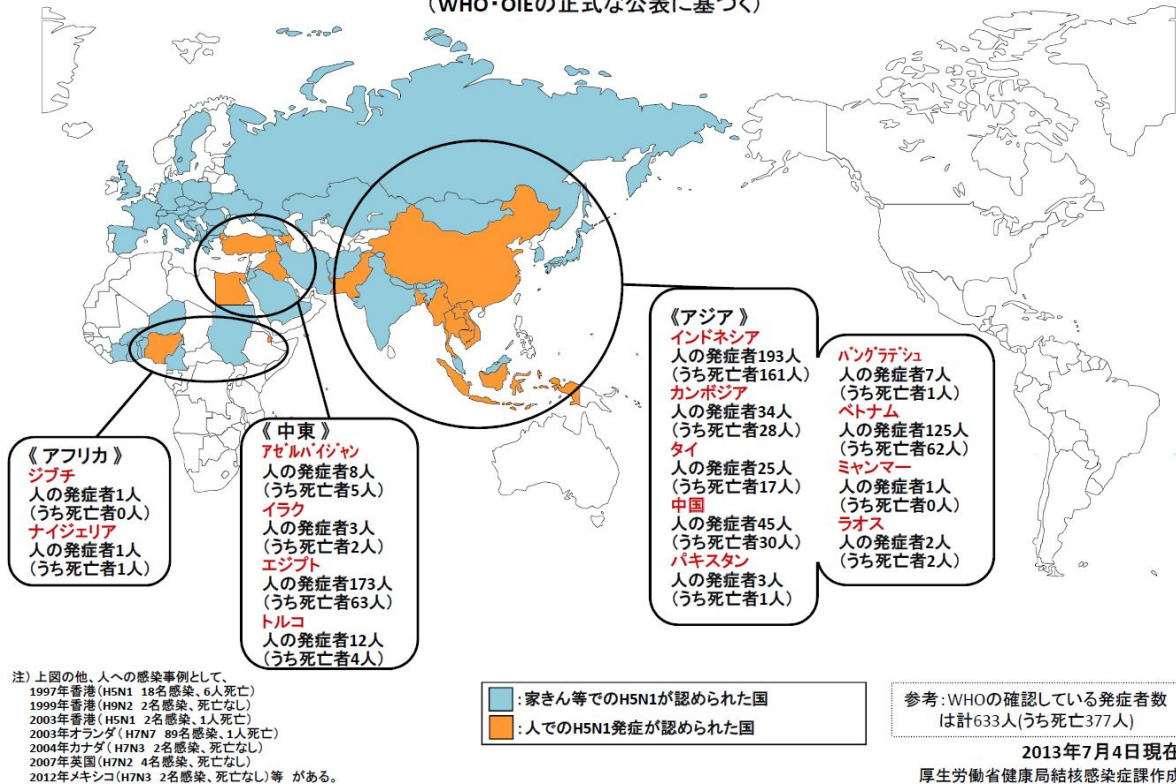 (WHO・OIEの正式な公表に基づく)
《アジア》
インドネシア
人の発症者193人
(うち死亡者161人)
カンボジア
人の発症者34人
(うち死亡者28人)
タイ
人の発症者25人
(うち死亡者17人)
中国
人の発症者45人
(うち死亡者30人)
パキスタン
人の発症者3人
(うち死亡者1人)
バングラデシュ
人の発症者7人
(うち死亡者1人)
ベトナム
人の発症者125人
(うち死亡者62人)
ミャンマー
人の発症者1人
(うち死亡者0人)
ラオス
人の発症者2人
(うち死亡者2人)
《アフリカ》
ジブチ
人の発症者1人
(うち死亡者0人)
ナイジェリア
人の発症者1人
(うち死亡者1人)
《中東》
アゼルバイジャン
人の発症者8人
(うち死亡者5人)
イラク
人の発症者3人
(うち死亡者2人)
エジプト
人の発症者173人
(うち死亡者63人)
トルコ
人の発症者12人
(うち死亡者4人)
注)上図の他、人への感染事例として、
1997年香港(H5N1 18名感染、6人死亡)
1999年香港(H9N2 2名感染、死亡なし)
2003年香港(H5N1 2名感染、1人死亡)
2003年オランダ(H7N7 89名感染、1人死亡)
2004年カナダ(H7N3 2名感染、死亡なし)
2007年英国(H7N2 4名感染、死亡なし)
2012年メキシコ(H7N3 2名感染、死亡なし)等 がある。
:家きん等でのH5N1が認められた国
:人でのH5N1発症が認められた国
参考:WHOの確認している発症者数
は計633人(うち死亡377人)
2013年7月4日現在
厚生労働省健康局結核感染症課作成